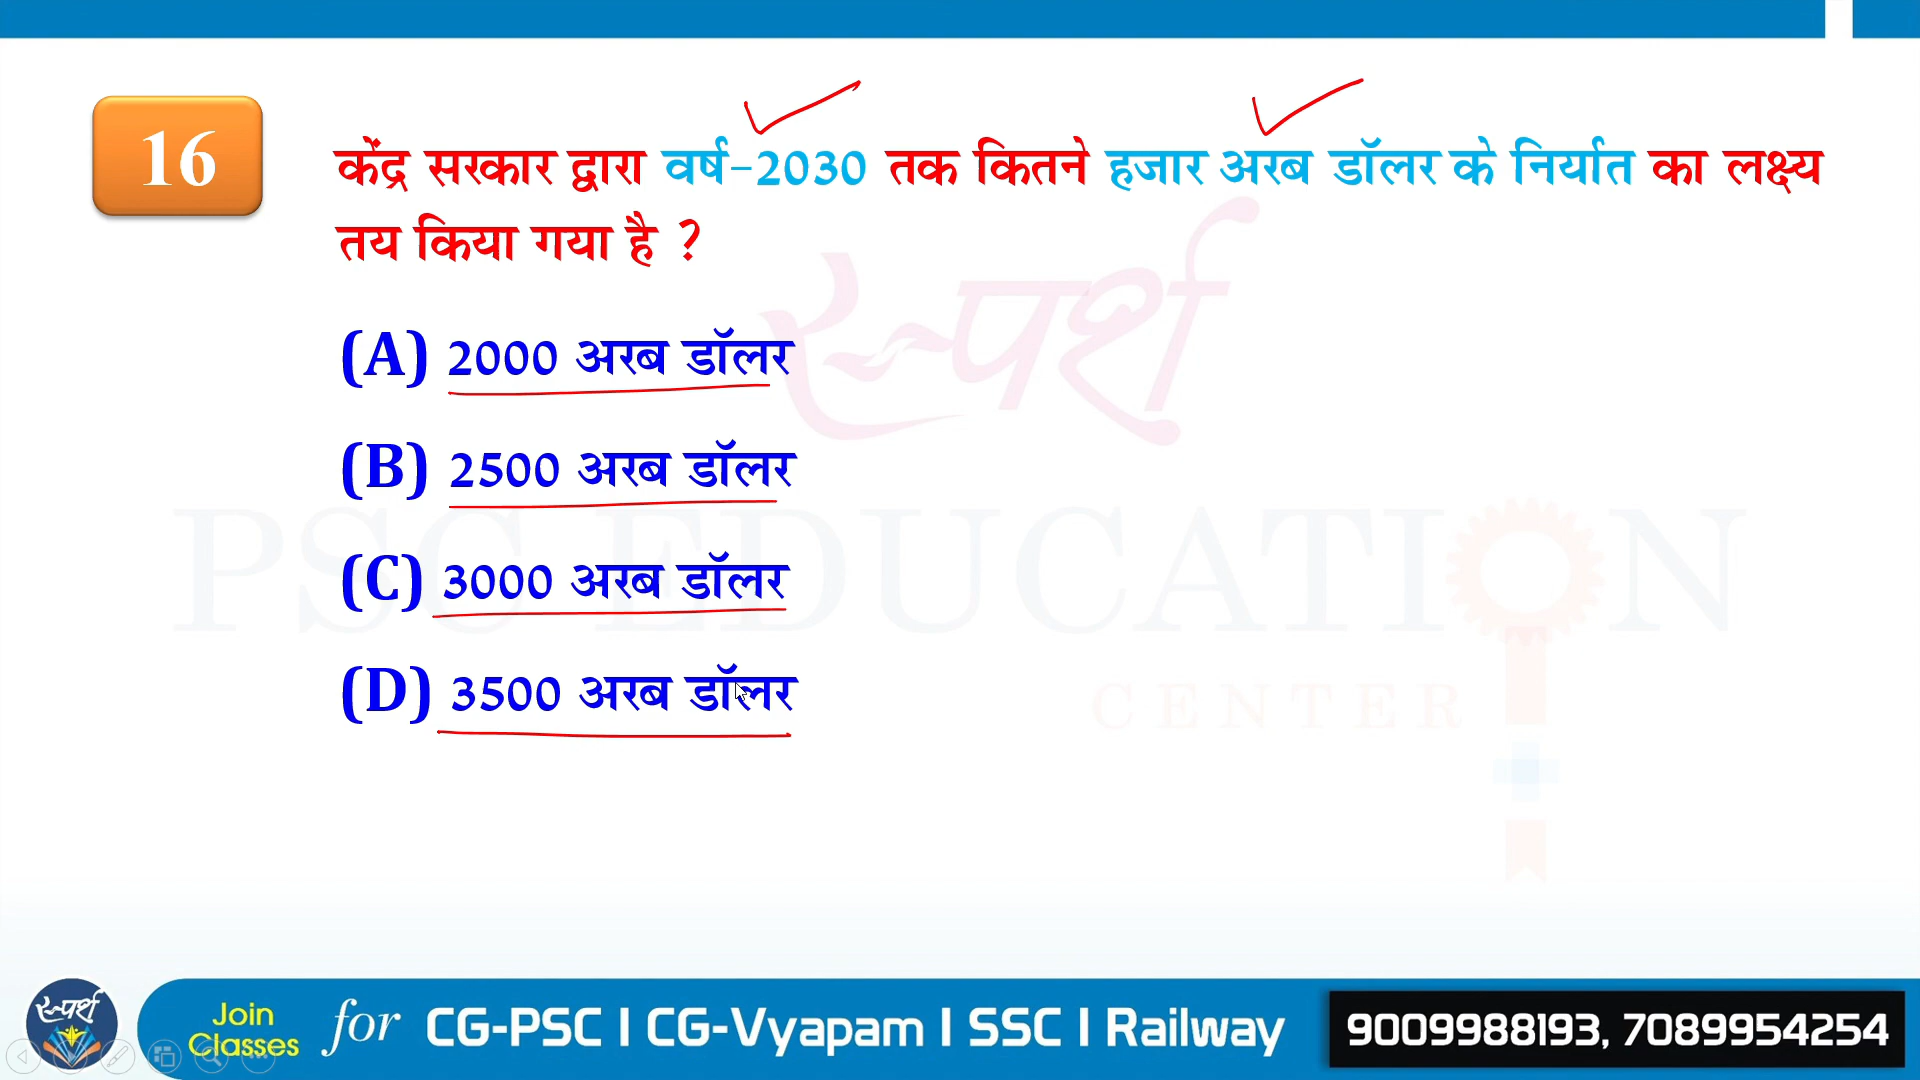 16
केंद्र सरकार द्वारा वर्ष-2030 तक कितने हजार अरब डॉलर के निर्यात का लक्ष्य
तय किया गया है ?
स्पर्श
(A) 2000 अरब डॉलर
(B) 2500 अरब डॉलर
(C) 3000 अरब डॉलर
(D) 3500 अरब डॉलर
PSC EDUCATION
CENTER
स्पर्श
Join
Classes
for CG-PSC I CG-Vyapam I SSC I Railway
9009988193, 7089954254